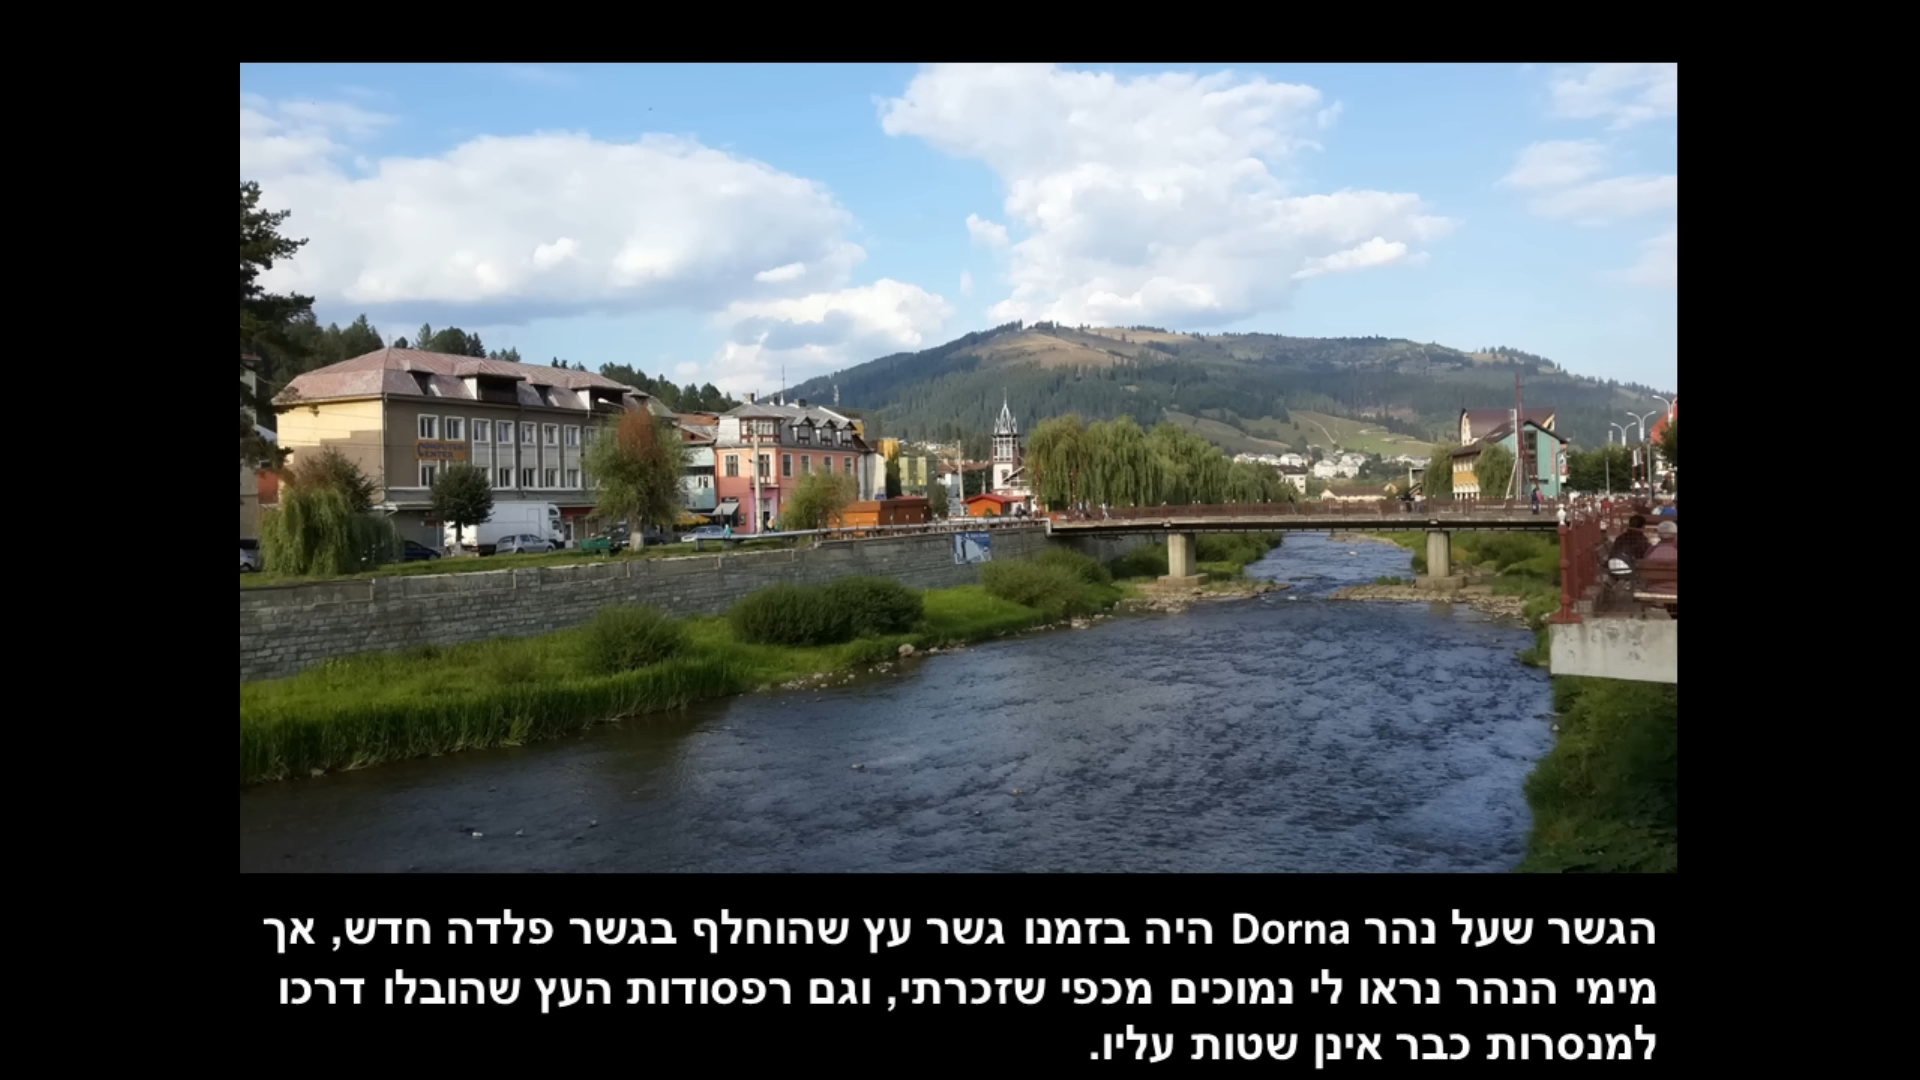 הגשר שעל נהר Dorna היה בזמנו גשר עץ שהוחלף בגשר פלדה חדש, אך
מימי הנהר נראו לי נמוכים מכפי שזכרתי, וגם רפסודות העץ שהובלו דרכו
למנסרות כבר אינן שטות עליו.